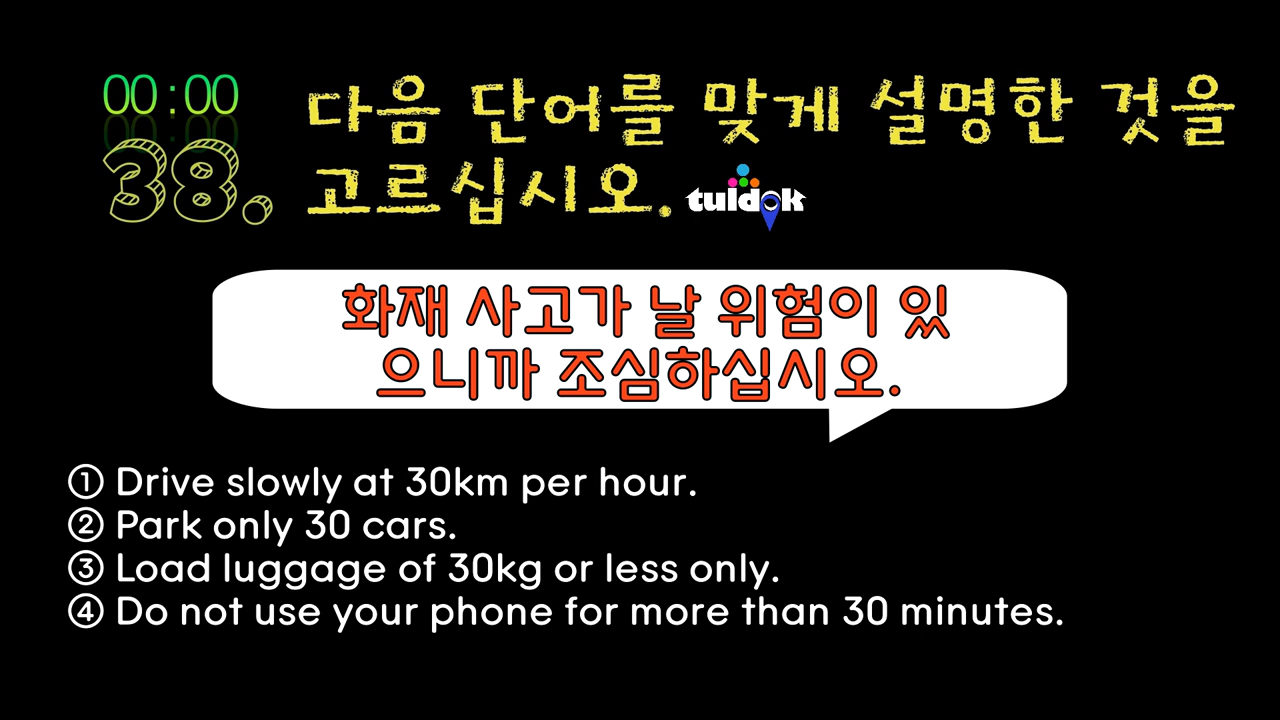 00:00
38. 다음 단어를 맞게 설명한 것을
고르십시오. tuldok
화재 사고가 날 위험이 있
으니까 조심하십시오.
① Drive slowly at 30km per hour.
② Park only 30 cars.
③ Load luggage of 30kg or less only.
④ Do not use your phone for more than 30 minutes.